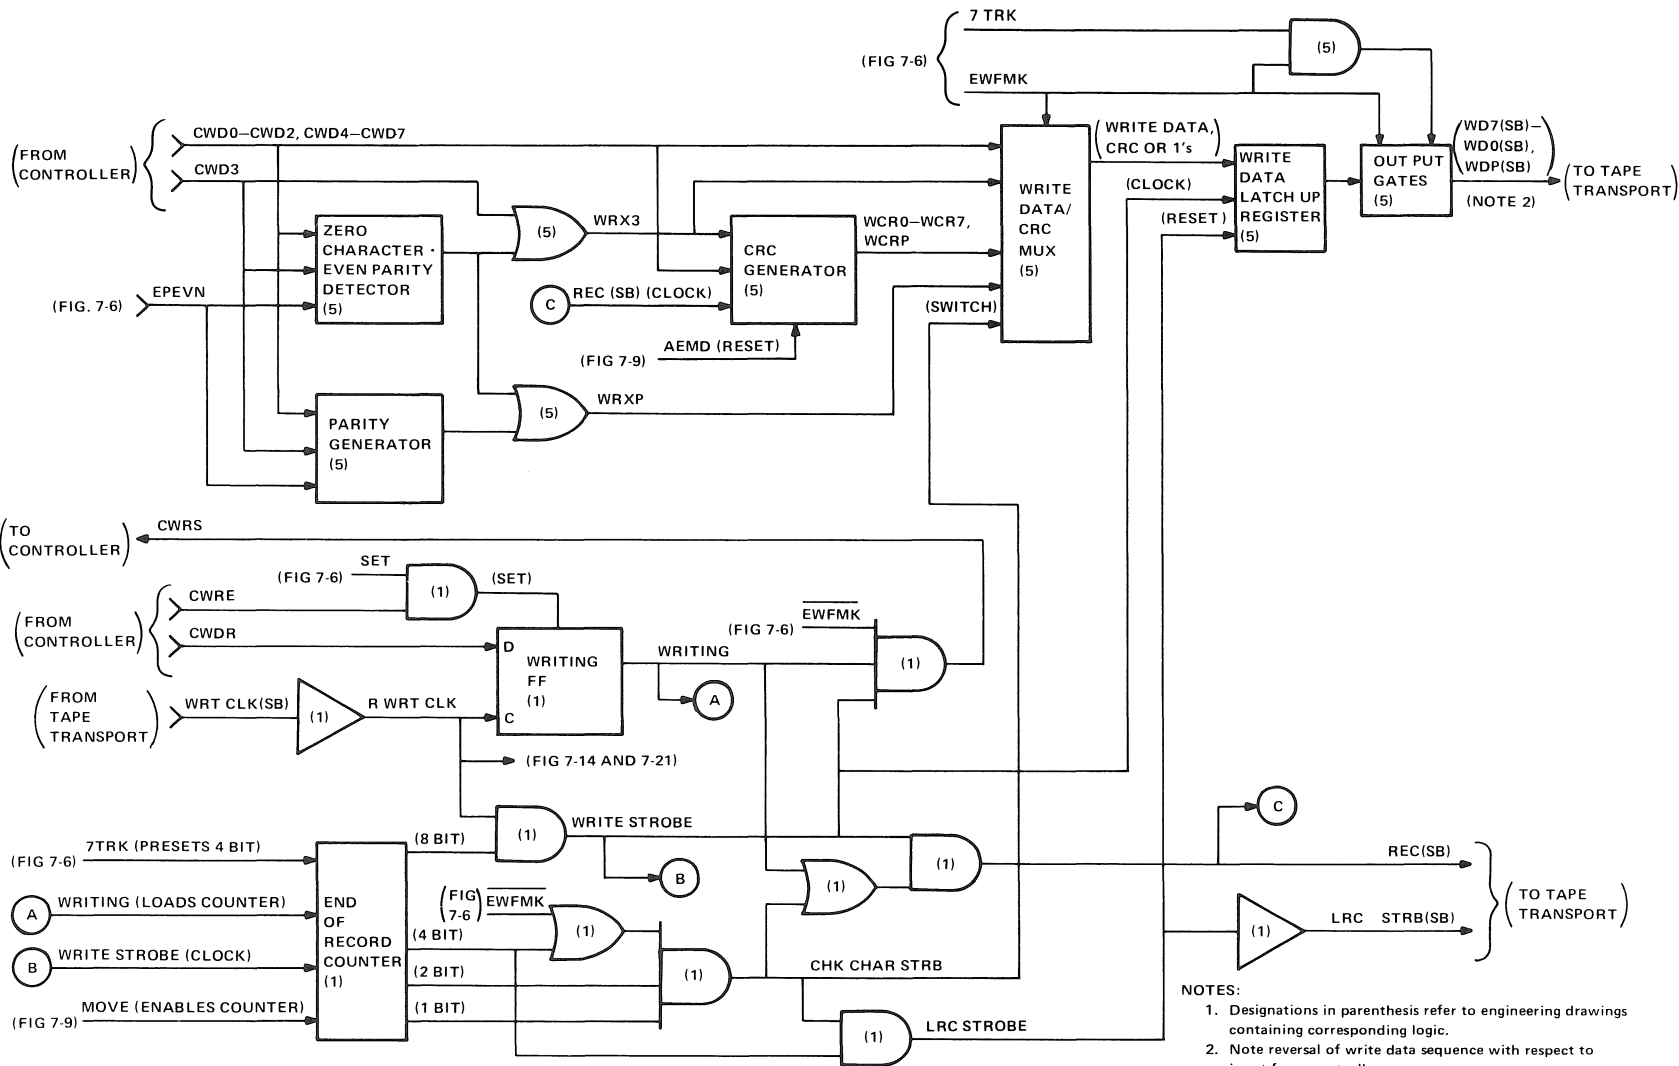 7 TRK
(FIG 7-6)
EWFMK
(5)
(FROM
CONTROLLER)
CWD0–CWD2, CWD4–CWD7
CWD3
(FIG. 7-6)
EPEVN
ZERO
CHARACTER ·
EVEN PARITY
DETECTOR
(5)
(5)
WRX3
C
REC (SB) (CLOCK)
CRC
GENERATOR
(5)
(FIG 7-9)
AEMD (RESET)
WCR0–WCR7,
WCRP
(SWITCH)
WRITE
DATA/
CRC
MUX
(5)
(WRITE DATA,
CRC OR 1's)
(CLOCK)
(RESET )
WRITE
DATA
LATCH UP
REGISTER
(5)
OUT PUT
GATES
(5)
(WD7(SB)–
WD0(SB),
WDP(SB))
(NOTE 2)
(TO TAPE
TRANSPORT)
PARITY
GENERATOR
(5)
(5)
WRXP
(TO
CONTROLLER)
CWRS
(FIG 7-6)
SET
(1)
(SET)
(FROM
CONTROLLER)
CWRE
CWDR
D
WRITING
FF
(1)
C
WRITING
A
(FIG 7-6)
EWFMK
(1)
(FROM
TAPE
TRANSPORT)
WRT CLK(SB)
(1)
R WRT CLK
(FIG 7-14 AND 7-21)
(1)
WRITE STROBE
B
(1)
C
REC(SB)
(FIG 7-6)
7TRK (PRESETS 4 BIT)
A
WRITING (LOADS COUNTER)
B
WRITE STROBE (CLOCK)
(FIG 7-9)
MOVE (ENABLES COUNTER)
END
OF
RECORD
COUNTER
(1)
(8 BIT)
(FIG
7-6)
EWFMK
(4 BIT)
(2 BIT)
(1 BIT)
(1)
(1)
(1)
CHK CHAR STRB
(1)
LRC STROBE
(1)
LRC STRB(SB)
(TO TAPE
TRANSPORT)
NOTES:
1. Designations in parenthesis refer to engineering drawings
containing corresponding logic.
2. Note reversal of write data sequence with respect to